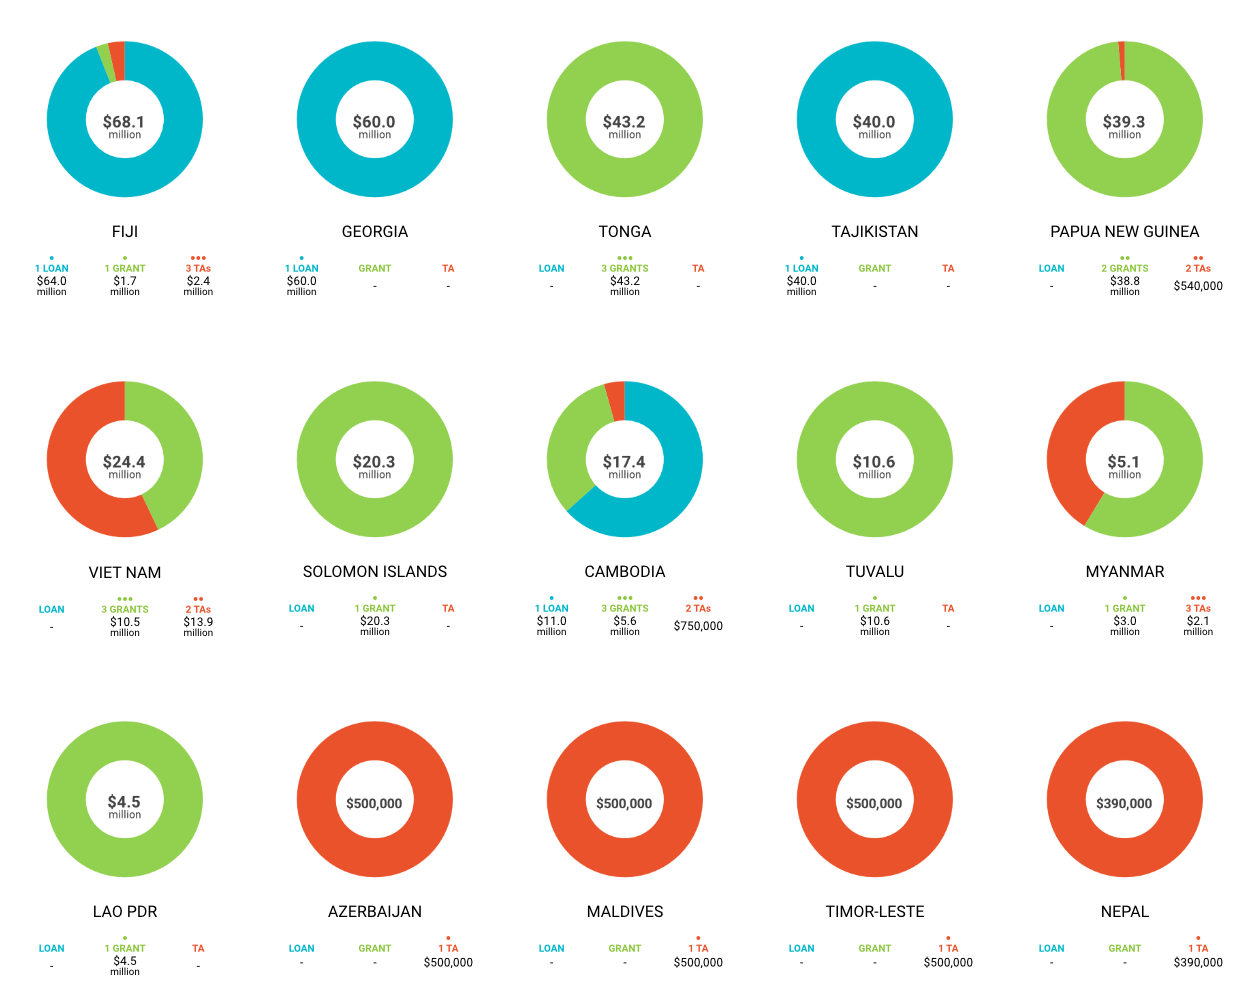 $68.1
million
FIJI
1 LOAN
$64.0
million
1 GRANT
$1.7
million
3 TAs
$2.4
million
$60.0
million
GEORGIA
1 LOAN
$60.0
million
GRANT
-
TA
-
$43.2
million
TONGA
LOAN
-
3 GRANTS
$43.2
million
TA
-
$40.0
million
TAJIKISTAN
1 LOAN
$40.0
million
GRANT
-
TA
-
$39.3
million
PAPUA NEW GUINEA
LOAN
-
2 GRANTS
$38.8
million
2 TAs
$540,000
$24.4
million
VIET NAM
LOAN
-
3 GRANTS
$10.5
million
2 TAs
$13.9
million
$20.3
million
SOLOMON ISLANDS
LOAN
-
1 GRANT
$20.3
million
TA
-
$17.4
million
CAMBODIA
1 LOAN
$11.0
million
3 GRANTS
$5.6
million
2 TAs
$750,000
$10.6
million
TUVALU
LOAN
-
1 GRANT
$10.6
million
TA
-
$5.1
million
MYANMAR
LOAN
-
1 GRANT
$3.0
million
3 TAs
$2.1
million
$4.5
million
LAO PDR
LOAN
-
1 GRANT
$4.5
million
TA
-
$500,000
AZERBAIJAN
LOAN
-
GRANT
-
1 TA
$500,000
$500,000
MALDIVES
LOAN
-
GRANT
-
1 TA
$500,000
$500,000
TIMOR-LESTE
LOAN
-
GRANT
-
1 TA
$500,000
$390,000
NEPAL
LOAN
-
GRANT
-
1 TA
$390,000